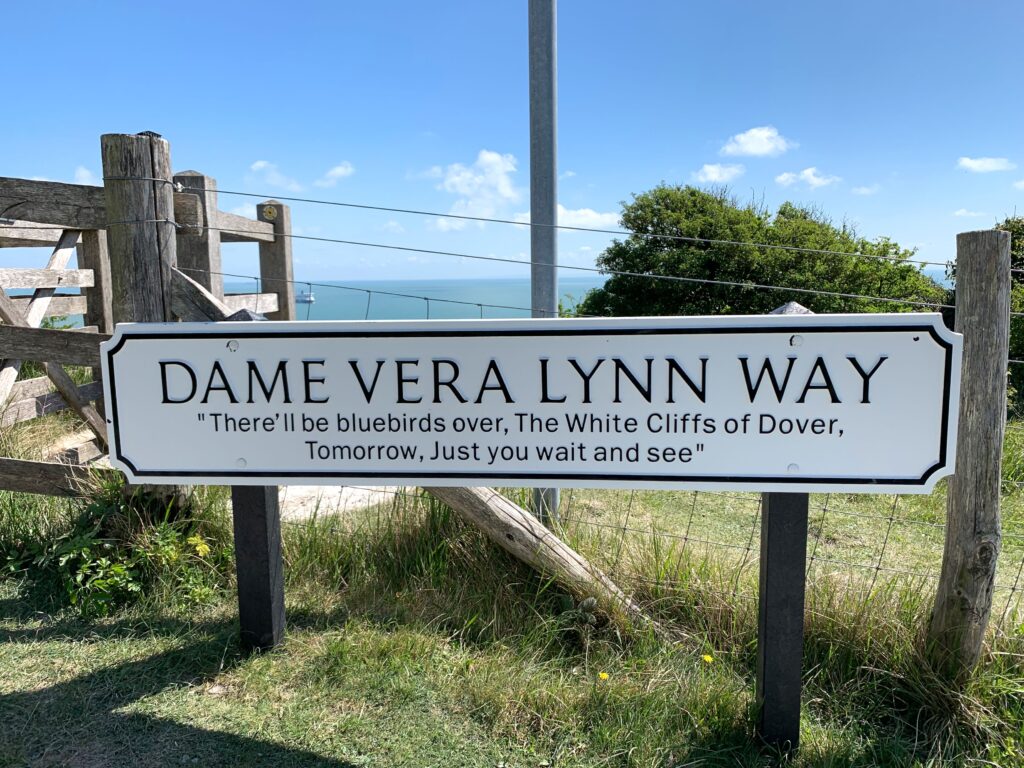 DAME VERA LYNN WAY
"There'll be bluebirds over, The White Cliffs of Dover,
Tomorrow, Just you wait and see"